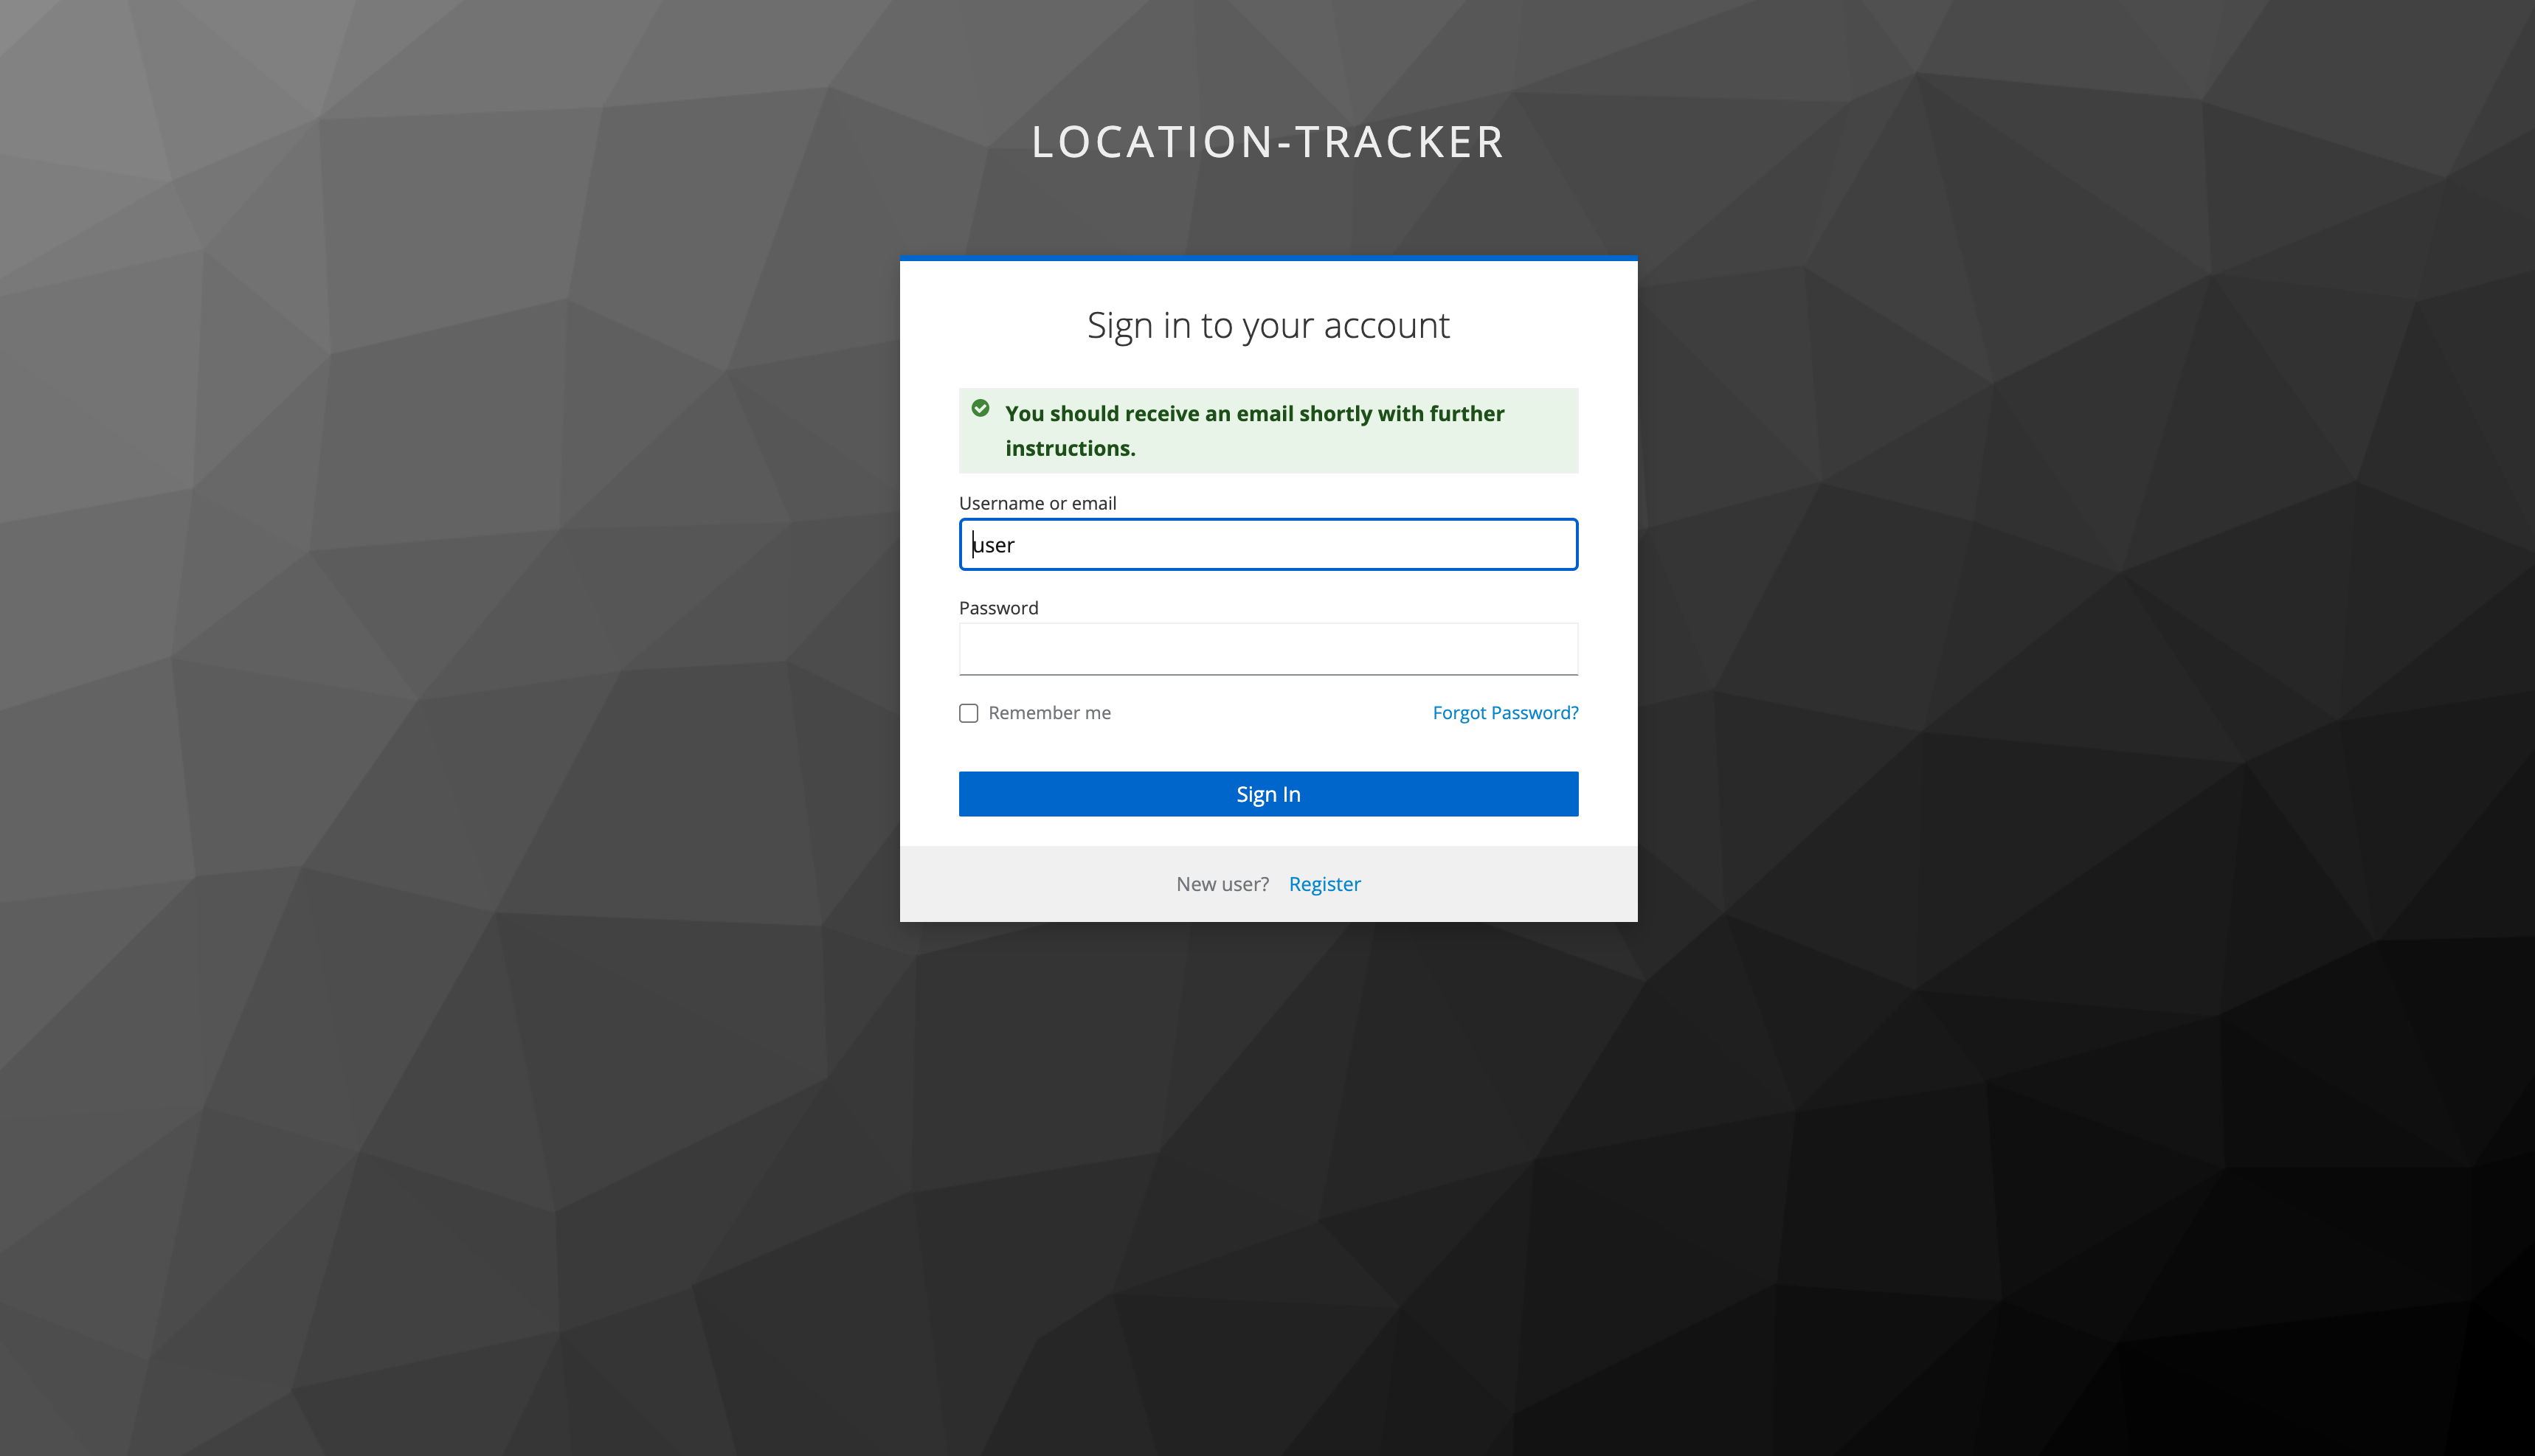 LOCATION-TRACKER
Sign in to your account
You should receive an email shortly with further
instructions.
Username or email
user
Password
Remember me
Forgot Password?
Sign In
New user? Register